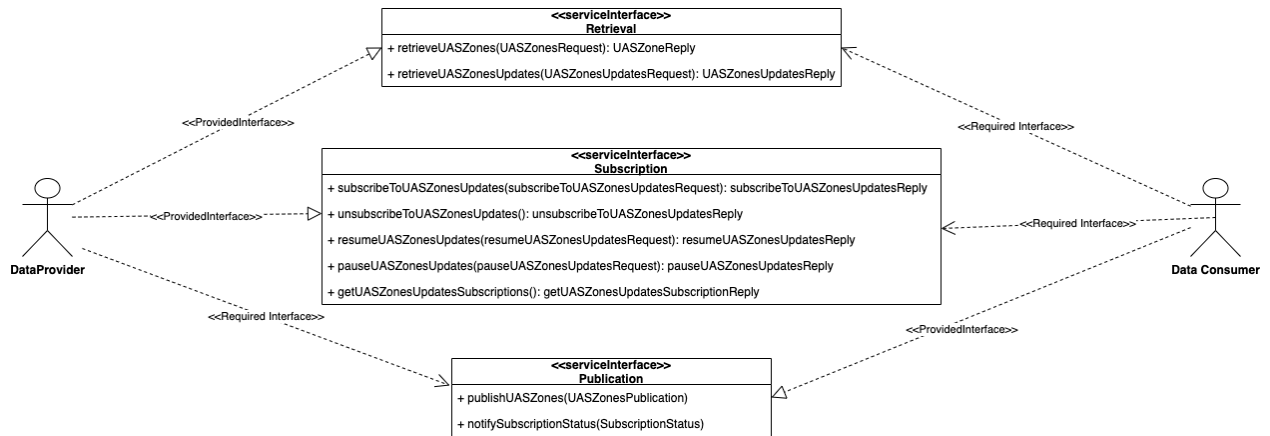 <<serviceInterface>>
Retrieval
+ retrieveUASZones(UASZonesRequest): UASZoneReply
+ retrieveUASZonesUpdates(UASZonesUpdatesRequest): UASZonesUpdatesReply
<<ProvidedInterface>>
<<Required Interface>>
<<serviceInterface>>
Subscription
+ subscribeToUASZonesUpdates(subscribeToUASZonesUpdatesRequest): subscribeToUASZonesUpdatesReply
+ unsubscribeToUASZonesUpdates(): unsubscribeToUASZonesUpdatesReply
+ resumeUASZonesUpdates(resumeUASZonesUpdatesRequest): resumeUASZonesUpdatesReply
+ pauseUASZonesUpdates(pauseUASZonesUpdatesRequest): pauseUASZonesUpdatesReply
+ getUASZonesUpdatesSubscriptions(): getUASZonesUpdatesSubscriptionReply
<<ProvidedInterface>>
<<Required Interface>>
DataProvider
Data Consumer
<<Required Interface>>
<<ProvidedInterface>>
<<serviceInterface>>
Publication
+ publishUASZones(UASZonesPublication)
+ notifySubscriptionStatus(SubscriptionStatus)